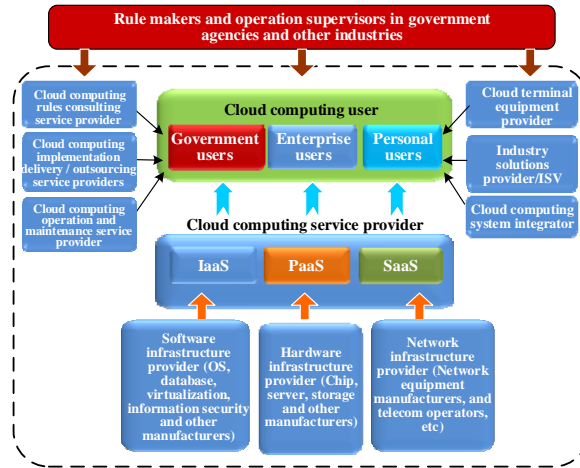 Rule makers and operation supervisors in government
agencies and other industries
Cloud computing
rules consulting
service provider
Cloud computing
implementation
delivery / outsourcing
service providers
Cloud computing
operation and
maintenance service
provider
Cloud computing user
Government
users
Enterprise
users
Personal
users
Cloud terminal
equipment
provider
Industry
solutions
provider/ISV
Cloud computing
system integrator
Cloud computing service provider
IaaS
PaaS
SaaS
Software
infrastructure
provider (OS,
database,
virtualization,
information security
and other
manufacturers)
Hardware
infrastructure
provider (Chip,
server, storage
and other
manufacturers)
Network
infrastructure
provider (Network
equipment
manufacturers, and
telecom operators,
etc)